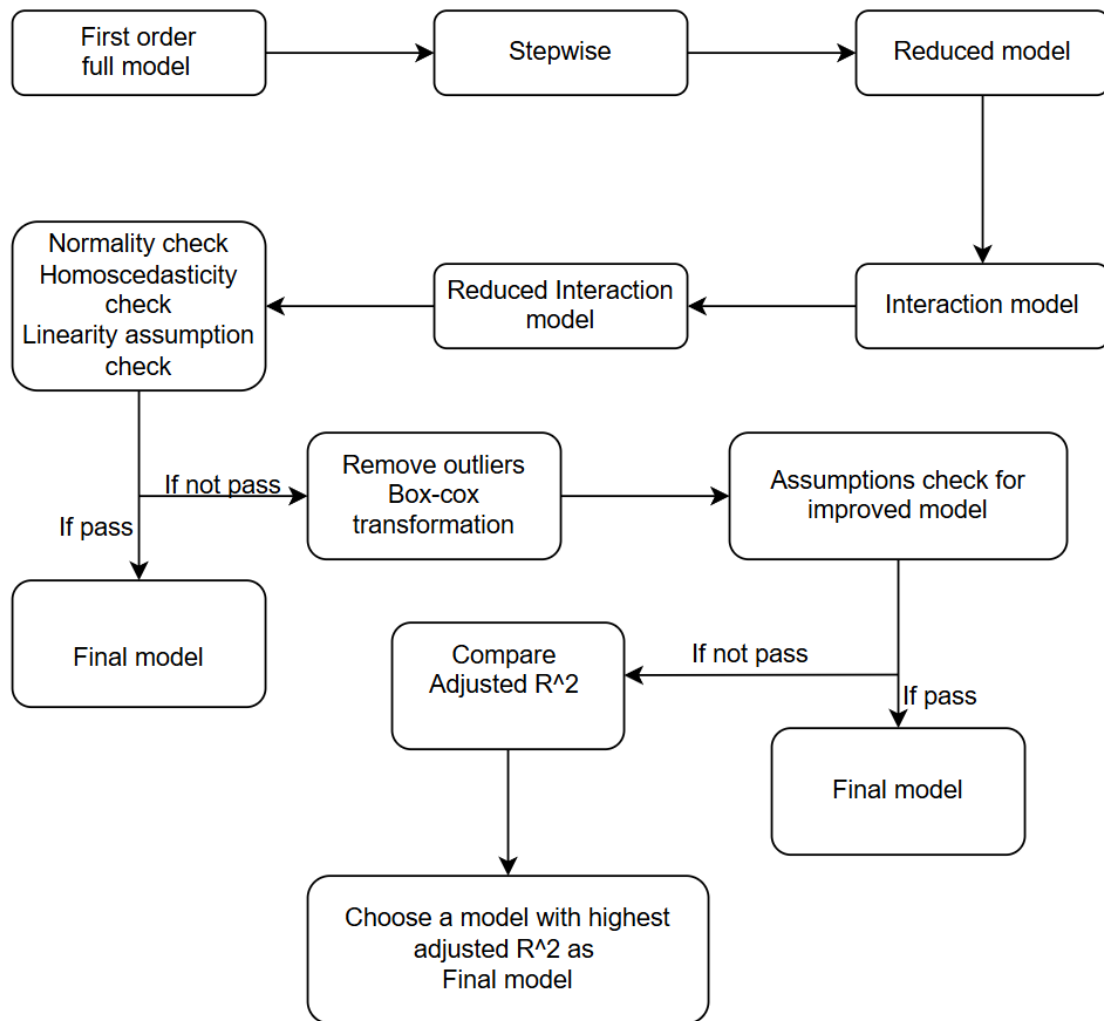 First order
full model
Stepwise
Reduced model
Normality check
Homoscedasticity
check
Linearity assumption
check
Reduced Interaction
model
Interaction model
If not pass
If pass
Remove outliers
Box-cox
transformation
Assumptions check for
improved model
Final model
Compare
Adjusted R^2
If not pass
If pass
Final model
Choose a model with highest
adjusted R^2 as
Final model